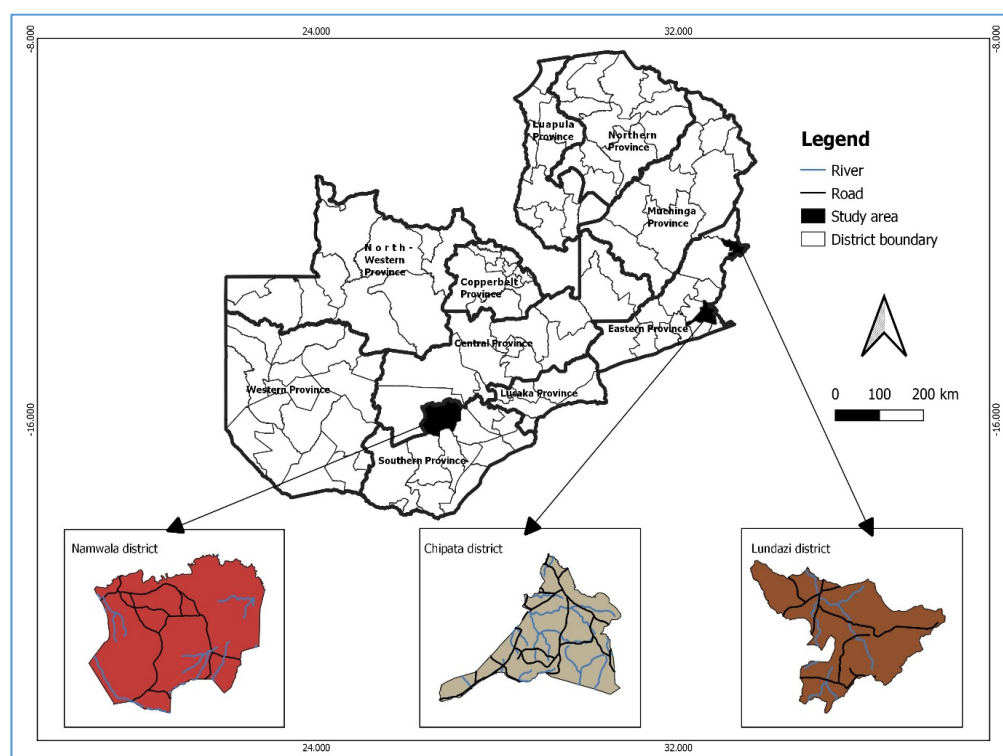 24.000
32.000
-8.000
-8.000
Luapula
Province
Northern
Province
Legend
River
Road
Study area
District boundary
Muchinga
Province
North-
Western
Province
Copperbelt
Province
Eastern Province
Central Province
Western Province
Lusaka Province
0 100 200 km
-16.000
-16.000
Southern Province
Namwala district
Chipata district
Lundazi district
24.000
32.000